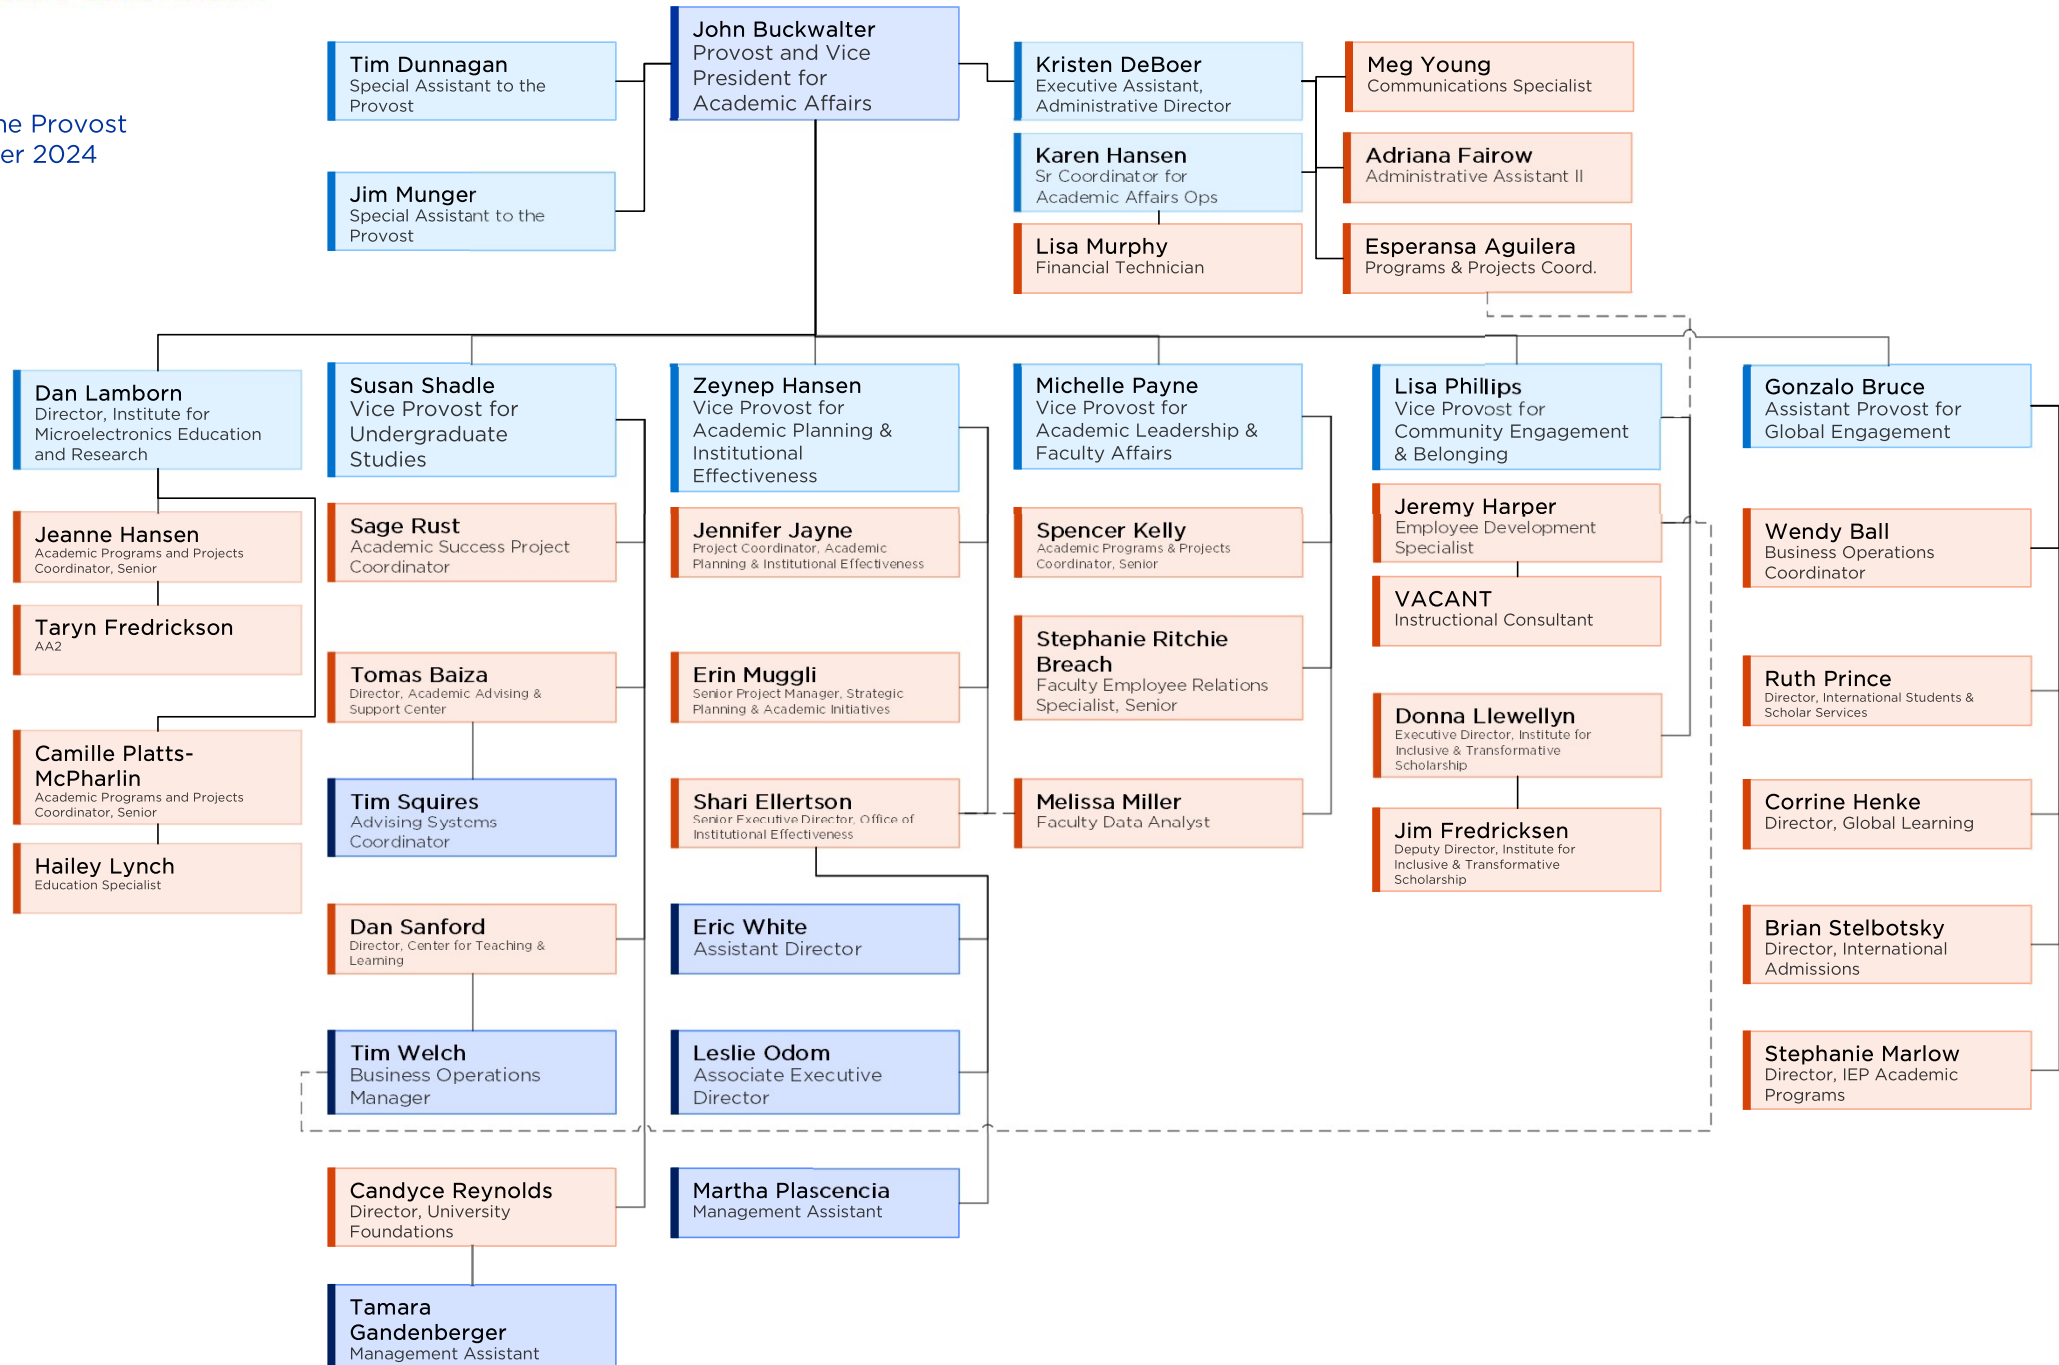 John Buckwalter
Provost and Vice
President for
Academic Affairs
Tim Dunnagan
Special Assistant to the
Provost
Jim Munger
Special Assistant to the
Provost
Kristen DeBoer
Executive Assistant,
Administrative Director
Karen Hansen
Sr Coordinator for
Academic Affairs Ops
Lisa Murphy
Financial Technician
Meg Young
Communications Specialist
Adriana Fairow
Administrative Assistant II
Esperansa Aguilera
Programs & Projects Coord.
he Provost
er 2024
Dan Lamborn
Director, Institute for
Microelectronics Education
and Research
Jeanne Hansen
Academic Programs and Projects
Coordinator, Senior
Taryn Fredrickson
AA2
Camille Platts-
McPharlin
Academic Programs and Projects
Coordinator, Senior
Hailey Lynch
Education Specialist
Susan Shadle
Vice Provost for
Undergraduate
Studies
Sage Rust
Academic Success Project
Coordinator
Tomas Baiza
Director, Academic Advising &
Support Center
Tim Squires
Advising Systems
Coordinator
Dan Sanford
Director, Center for Teaching &
Learning
Tim Welch
Business Operations
Manager
Candyce Reynolds
Director, University
Foundations
Tamara
Gandenberger
Management Assistant
Zeynep Hansen
Vice Provost for
Academic Planning &
Institutional
Effectiveness
Jennifer Jayne
Project Coordinator, Academic
Planning & Institutional Effectiveness
Erin Muggli
Senior Project Manager, Strategic
Planning & Academic Initiatives
Shari Ellertson
Senior Executive Director, Office of
Institutional Effectiveness
Eric White
Assistant Director
Leslie Odom
Associate Executive
Director
Martha Plascencia
Management Assistant
Michelle Payne
Vice Provost for
Academic Leadership &
Faculty Affairs
Spencer Kelly
Academic Programs & Projects
Coordinator, Senior
Stephanie Ritchie
Breach
Faculty Employee Relations
Specialist, Senior
Melissa Miller
Faculty Data Analyst
Lisa Phillips
Vice Provost for
Community Engagement
& Belonging
Jeremy Harper
Employee Development
Specialist
VACANT
Instructional Consultant
Donna Llewellyn
Executive Director, Institute for
Inclusive & Transformative
Scholarship
Jim Fredricksen
Deputy Director, Institute for
Inclusive & Transformative
Scholarship
Gonzalo Bruce
Assistant Provost for
Global Engagement
Wendy Ball
Business Operations
Coordinator
Ruth Prince
Director, International Students &
Scholar Services
Corrine Henke
Director, Global Learning
Brian Stelbotsky
Director, International
Admissions
Stephanie Marlow
Director, IEP Academic
Programs